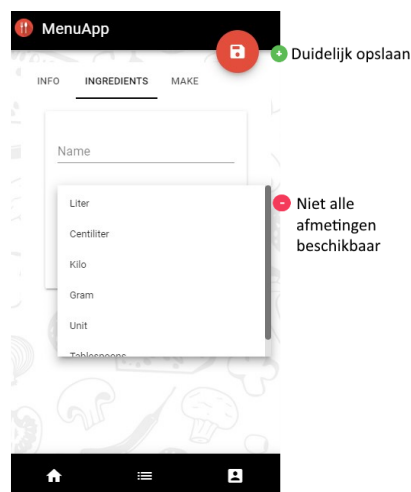 MenuApp
Duidelijk opslaan
INFO INGREDIENTS MAKE
Name
Liter
Niet alle
afmetingen
beschikbaar
Centiliter
Kilo
Gram
Unit
Tablespoons